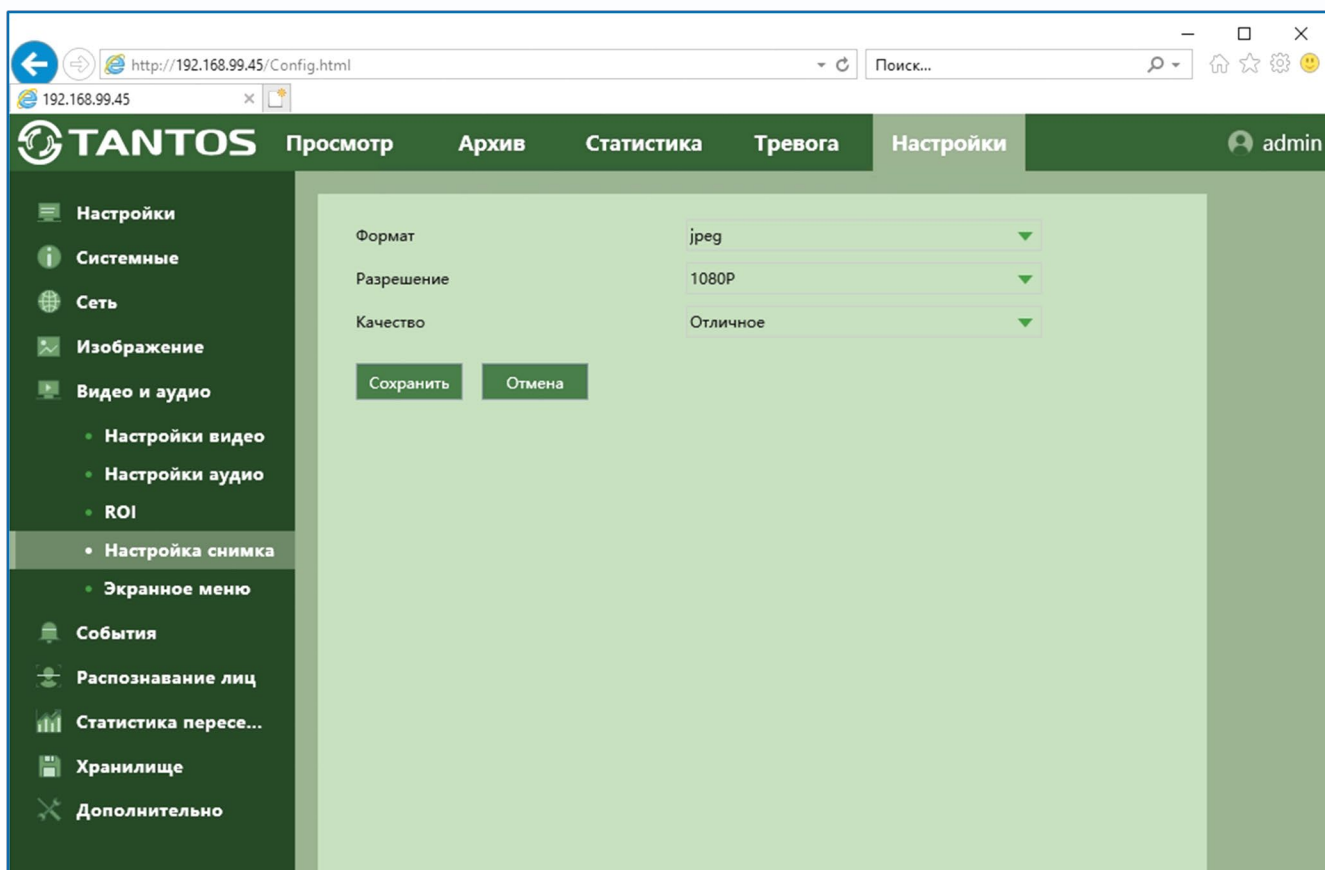 http://192.168.99.45/Config.html
Поиск...
192.168.99.45
TANTOS
Просмотр
Архив
Статистика
Тревога
Настройки
admin
Настройки
Системные
Сеть
Изображение
Видео и аудио
Настройки видео
Настройки аудио
ROI
Настройка снимка
Экранное меню
События
Распознавание лиц
Статистика пересе...
Хранилище
Дополнительно
Формат jpeg
Разрешение 1080P
Качество Отличное
Сохранить Отмена